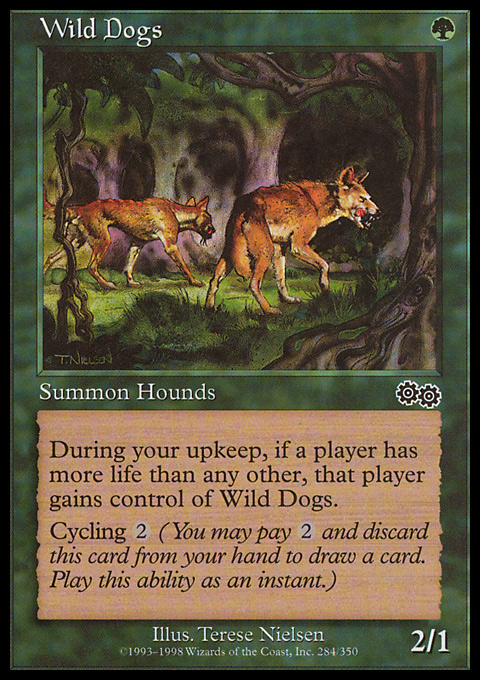 Wild Dogs
T. NIELSEN
Summon Hounds
During your upkeep, if a player has
more life than any other, that player
gains control of Wild Dogs.
Cycling 2 (You may pay 2 and discard
this card from your hand to draw a card.
Play this ability as an instant.)
Illus. Terese Nielsen
©1993–1998 Wizards of the Coast, Inc. 284/350
2/1